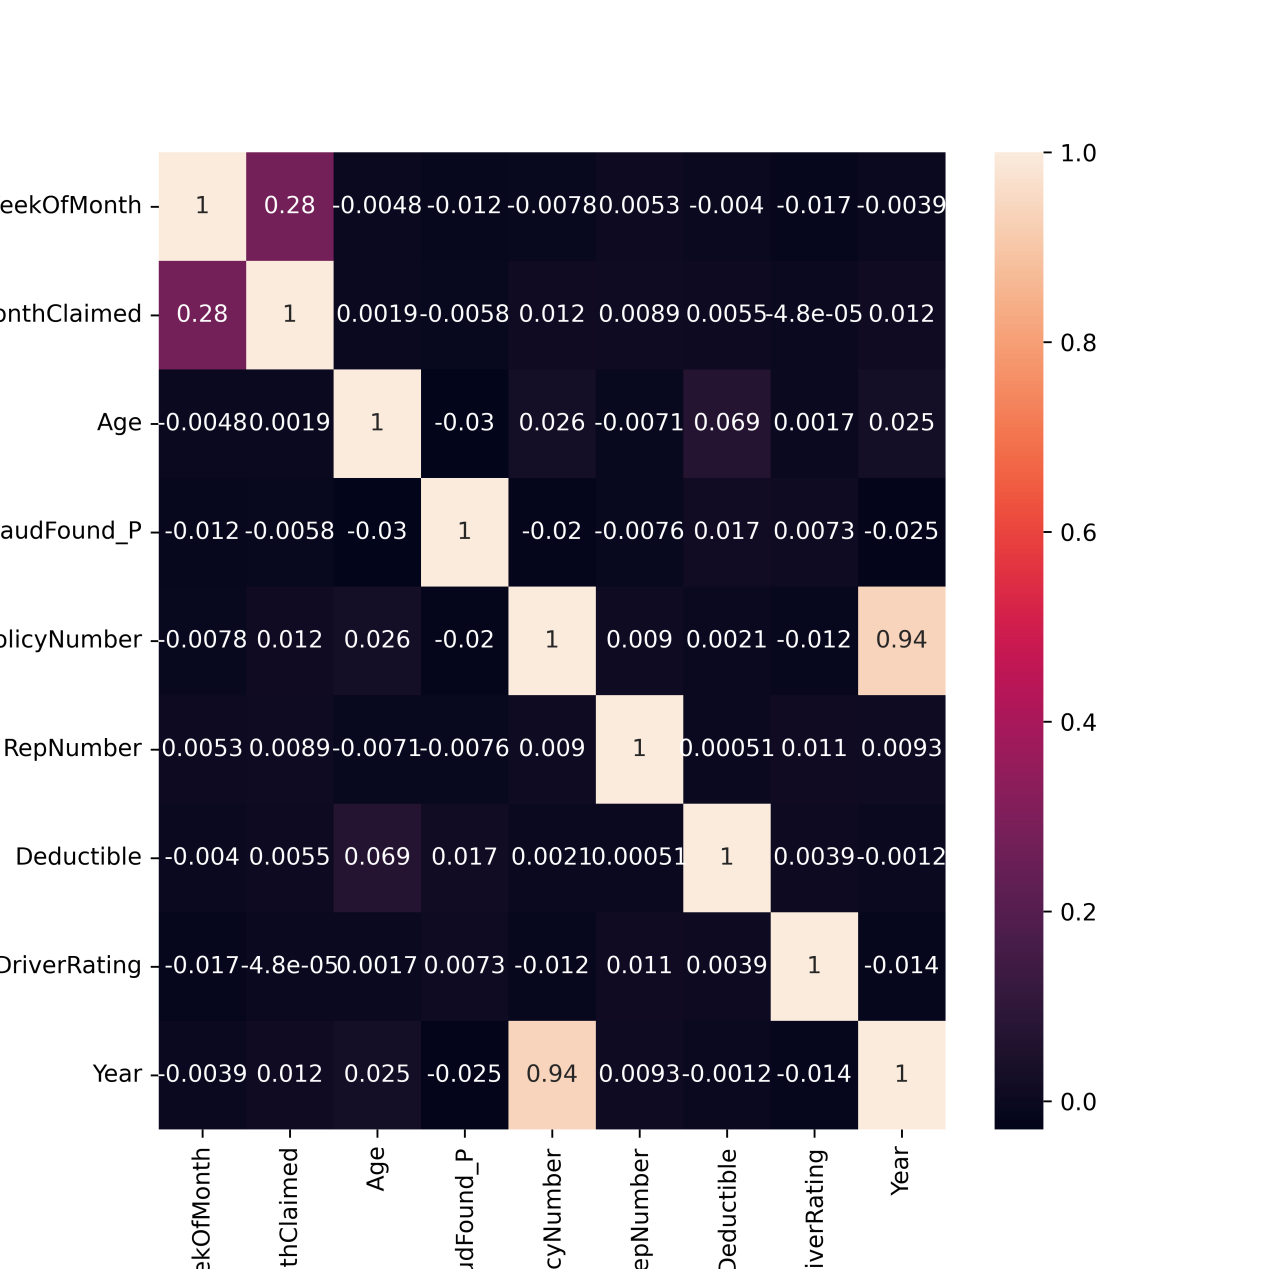 eekOfMonth 1 0.28 -0.0048 -0.012 -0.0078 0.0053 -0.004 -0.017 -0.0039 1.0
onthClaimed 0.28 1 0.0019 -0.0058 0.012 0.0089 0.0055 -4.8e-05 0.012 0.8
Age -0.0048 0.0019 1 -0.03 0.026 -0.0071 0.069 0.0017 0.025
audFound_P -0.012 -0.0058 -0.03 1 -0.02 -0.0076 0.017 0.0073 -0.025 0.6
olicyNumber -0.0078 0.012 0.026 -0.02 1 0.009 0.0021 -0.012 0.94
RepNumber 0.0053 0.0089 -0.0071 -0.0076 0.009 1 0.00051 0.011 0.0093 0.4
Deductible -0.004 0.0055 0.069 0.017 0.0021 0.00051 1 0.0039 -0.0012 0.2
DriverRating -0.017 -4.8e-05 0.0017 0.0073 -0.012 0.011 0.0039 1 -0.014
Year -0.0039 0.012 0.025 -0.025 0.94 0.0093 -0.0012 -0.014 1 0.0
ekOfMonth
thClaimed
Age
udFound_P
cyNumber
epNumber
Deductible
iverRating
Year